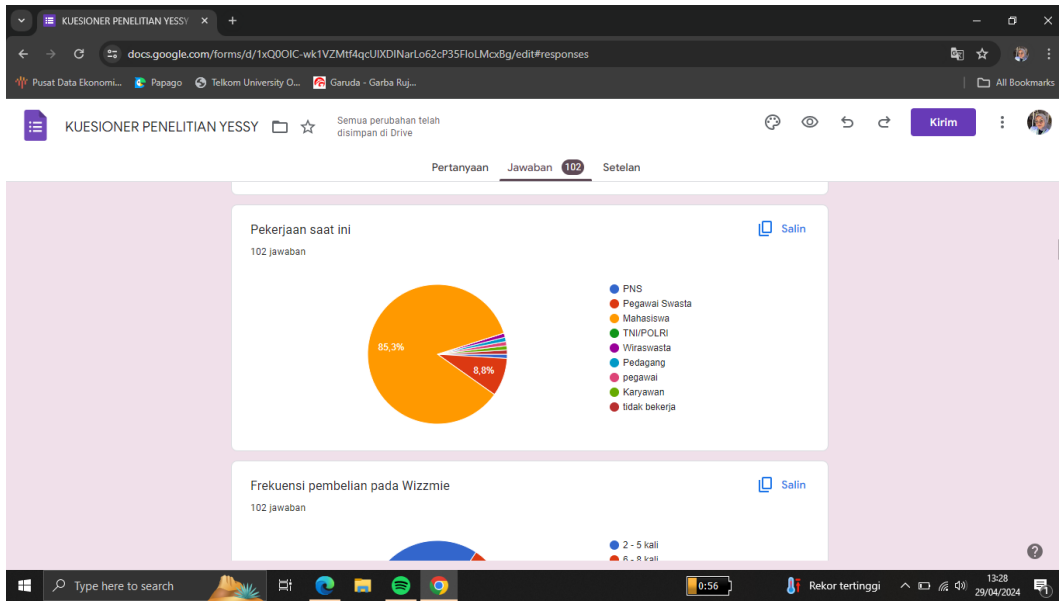 KUESIONER PENELITIAN YESSY
docs.google.com/forms/d/1xQ0OIC-wk1VZMtf4qcUlXDINarLo62cP35FIoLMcxBg/edit#responses
Pusat Data Ekonomi...
Papago
Telkom University O...
Garuda - Garba Ruj...
All Bookmarks
KUESIONER PENELITIAN YESSY
Semua perubahan telah
disimpan di Drive
Kirim
Pertanyaan
Jawaban 102
Setelan
Pekerjaan saat ini
Salin
102 jawaban
85,3%
8,8%
PNS
Pegawai Swasta
Mahasiswa
TNI/POLRI
Wiraswasta
Pedagang
pegawai
Karyawan
tidak bekerja
Frekuensi pembelian pada Wizzmie
Salin
102 jawaban
2 - 5 kali
6 - 8 kali
Type here to search
0:56
Rekor tertinggi
13:28
29/04/2024